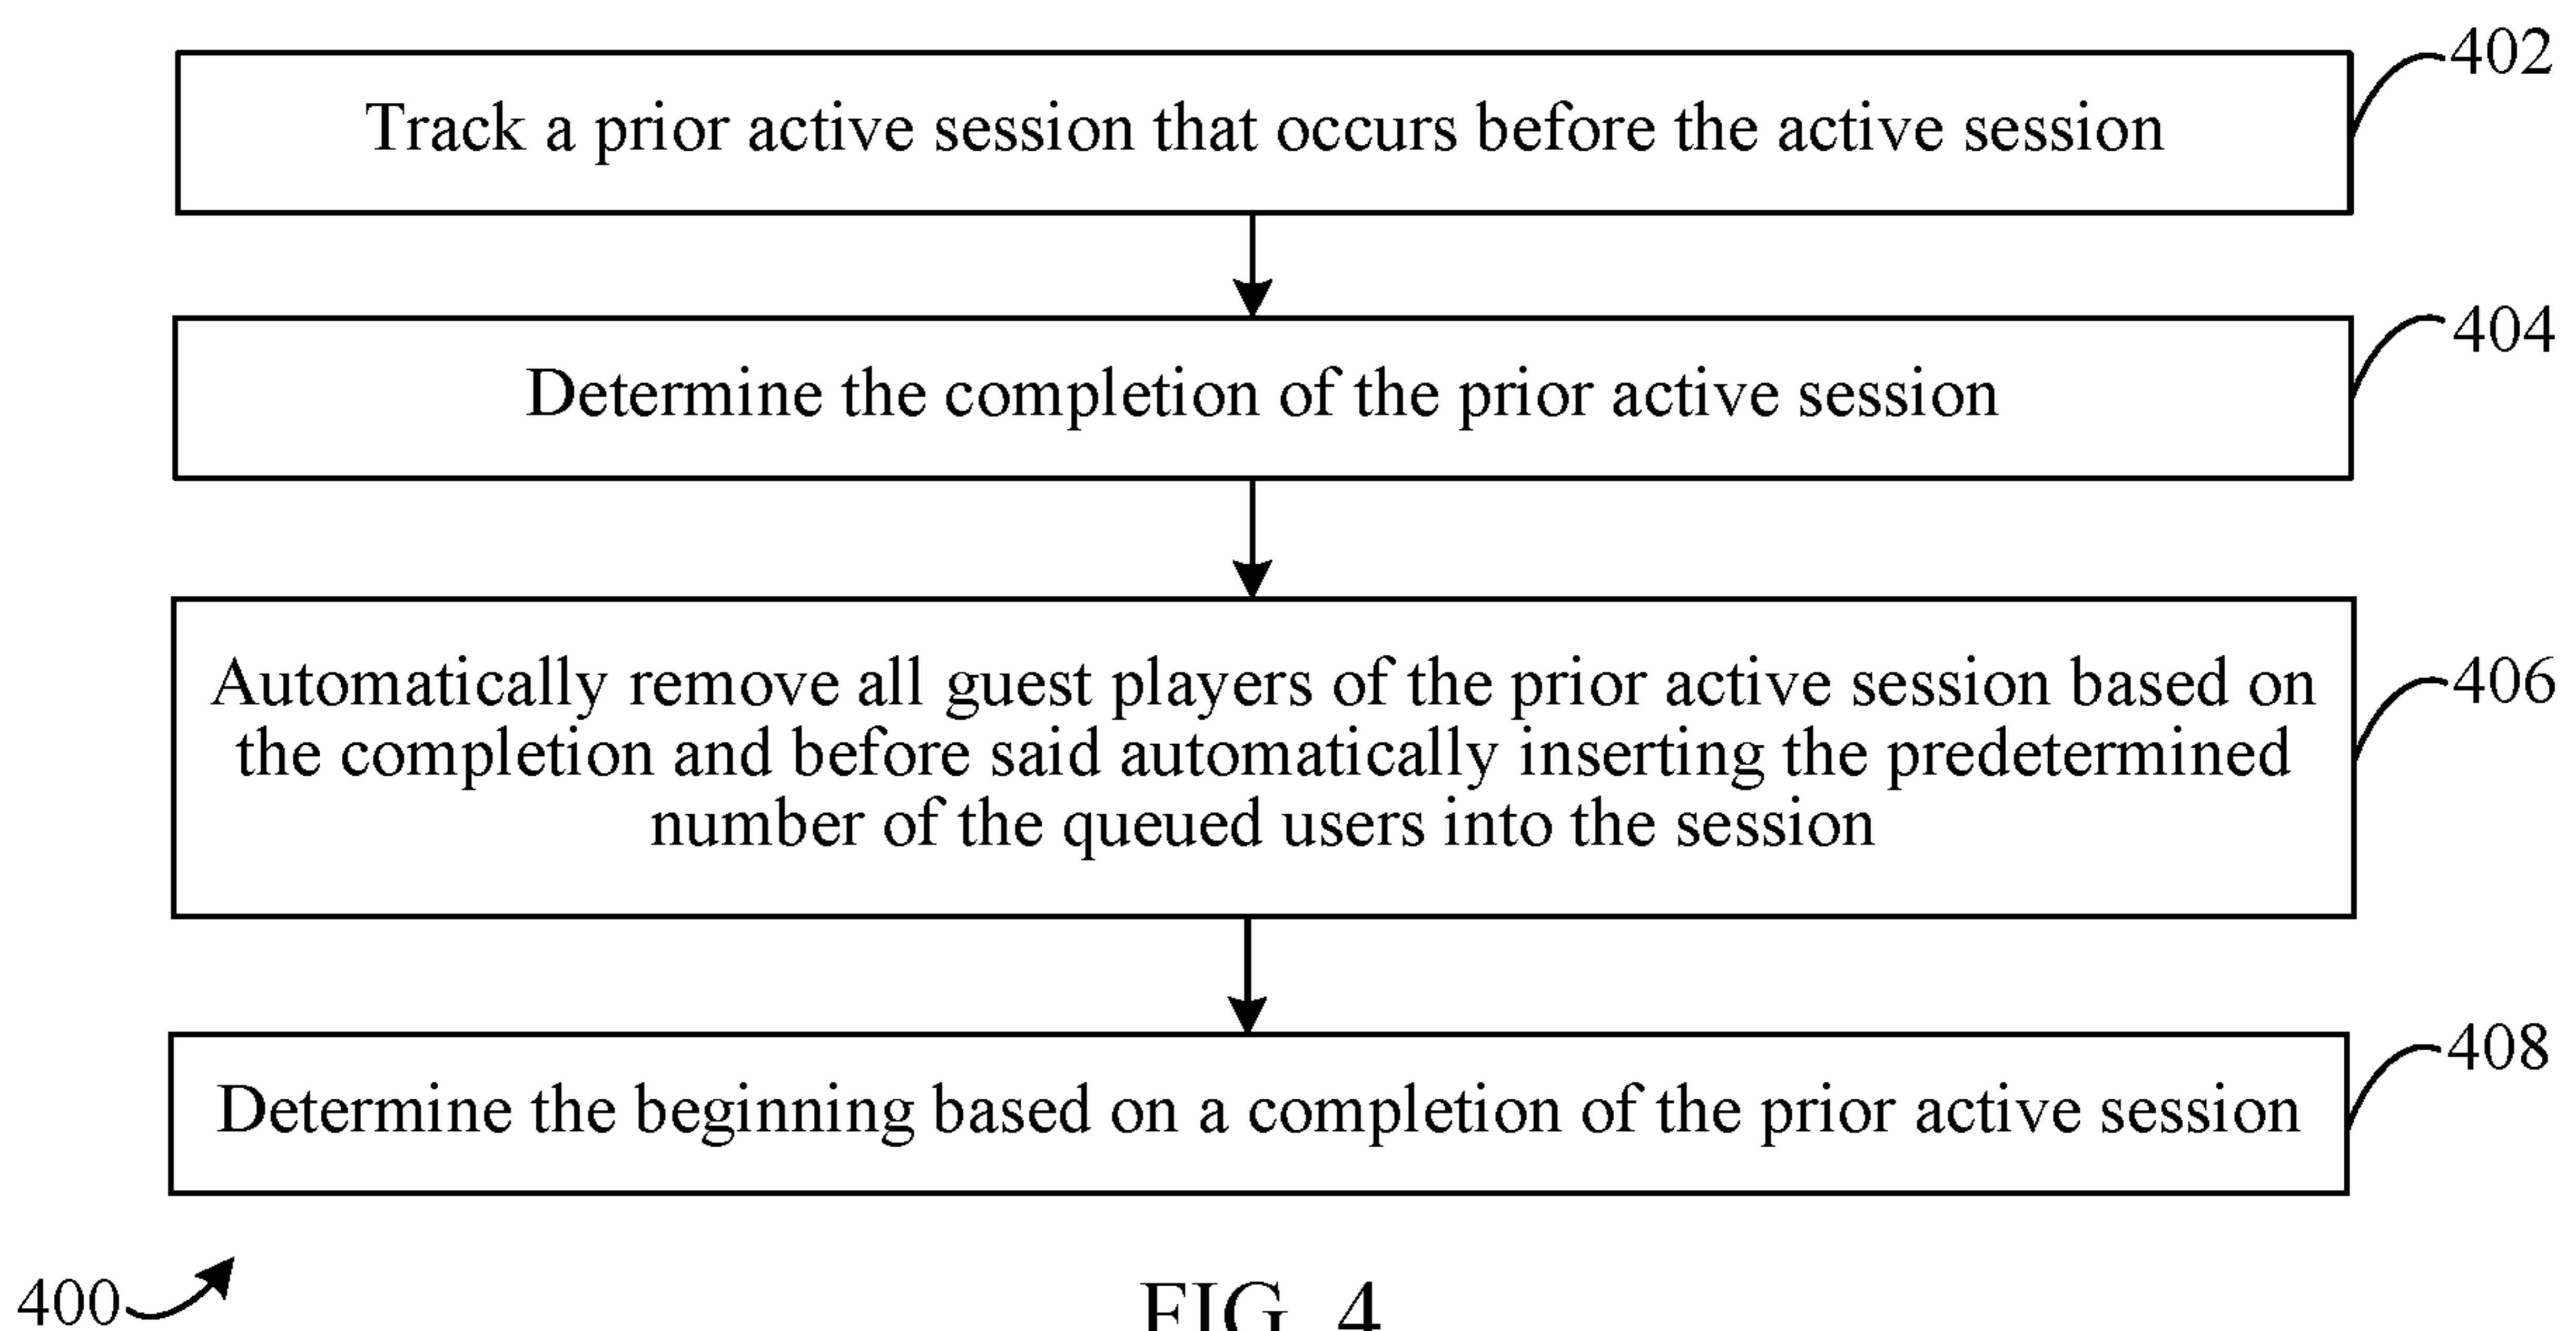 402
Track a prior active session that occurs before the active session
404
Determine the completion of the prior active session
406
Automatically remove all guest players of the prior active session based on
the completion and before said automatically inserting the predetermined
number of the queued users into the session
408
Determine the beginning based on a completion of the prior active session
400
FIG. 4